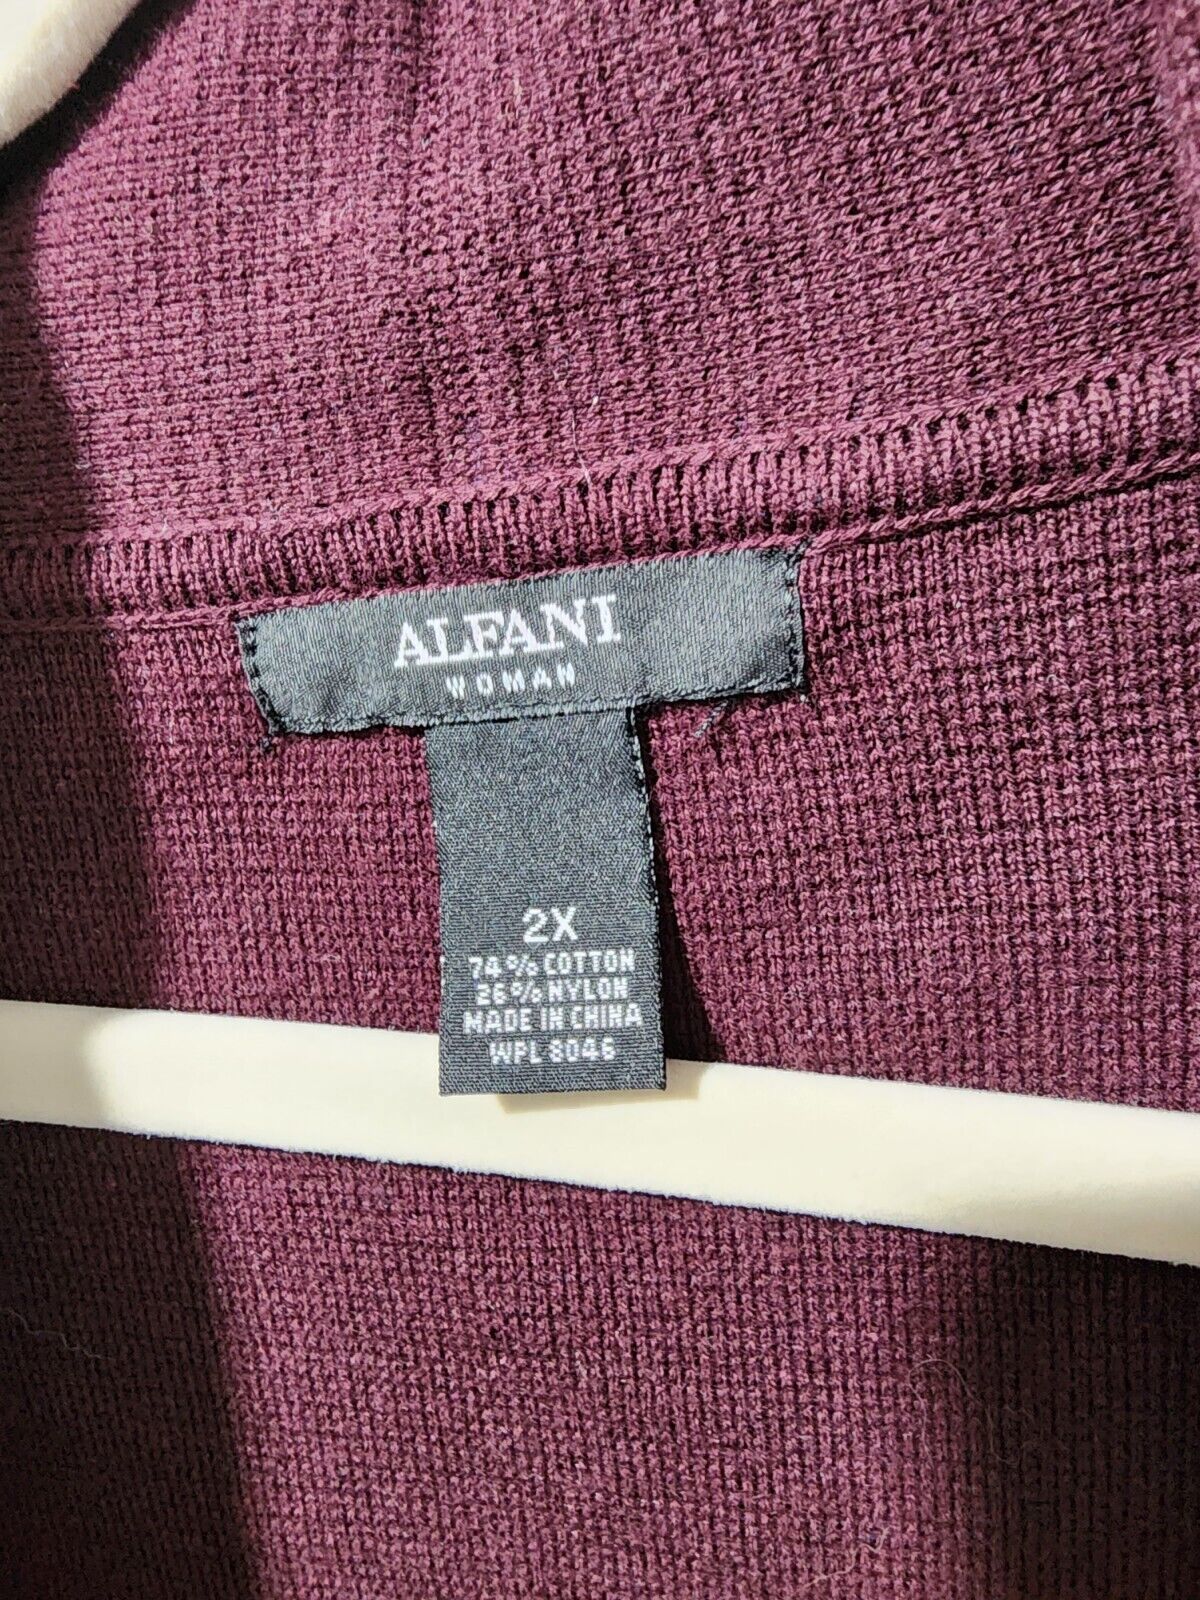 ALFANI
WOMAN
2X
74% COTTON
26% NYLON
MADE IN CHINA
WPL 8046